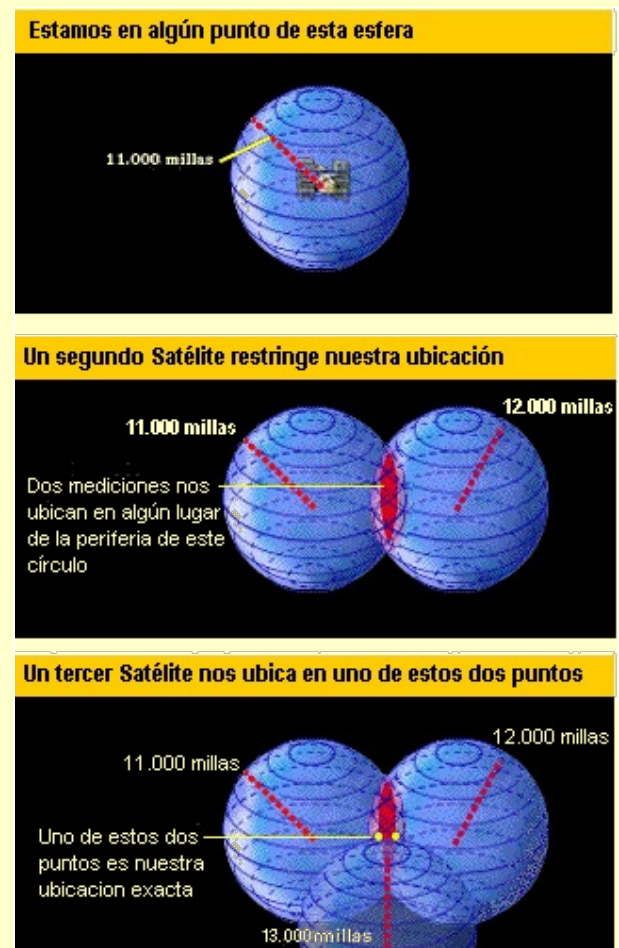 Estamos en algún punto de esta esfera
11.000 millas
Un segundo Satélite restringe nuestra ubicación
11.000 millas
12.000 millas
Dos mediciones nos
ubican en algún lugar
de la periferia de este
círculo
Un tercer Satélite nos ubica en uno de estos dos puntos
11.000 millas
12.000 millas
Uno de estos dos
puntos es nuestra
ubicacion exacta
13.000 millas